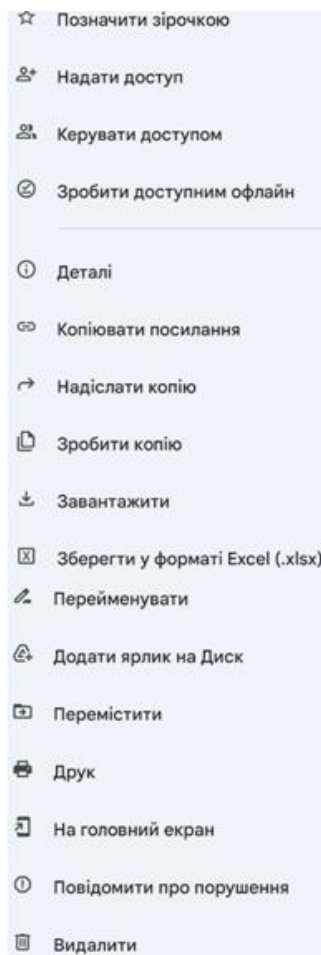 Позначити зірочкою
Надати доступ
Керувати доступом
Зробити доступним офлайн
Деталі
Копіювати посилання
Надіслати копію
Зробити копію
Завантажити
Зберегти у форматі Excel (.xlsx)
Перейменувати
Додати ярлик на Диск
Перемістити
Друк
На головний екран
Повідомити про порушення
Видалити